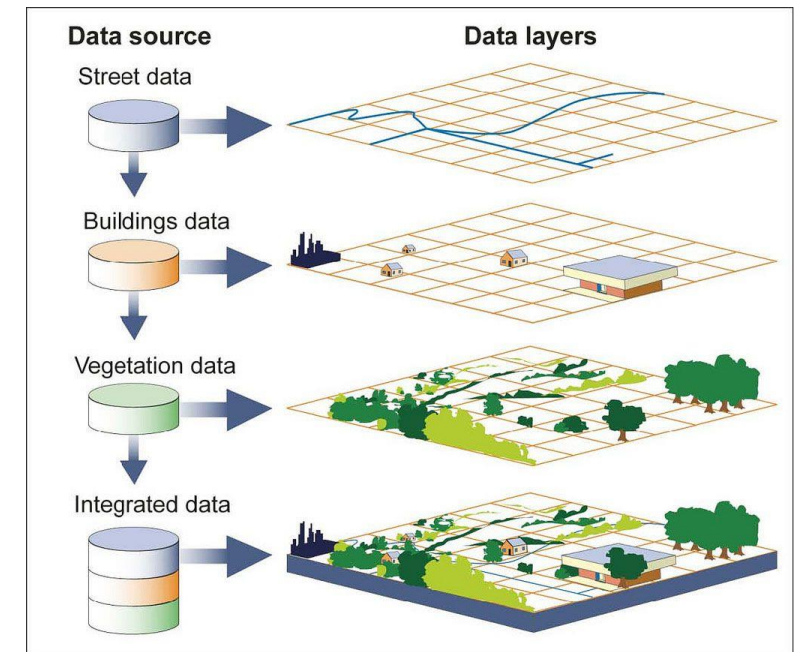 Data source
Data layers
Street data
Buildings data
Vegetation data
Integrated data